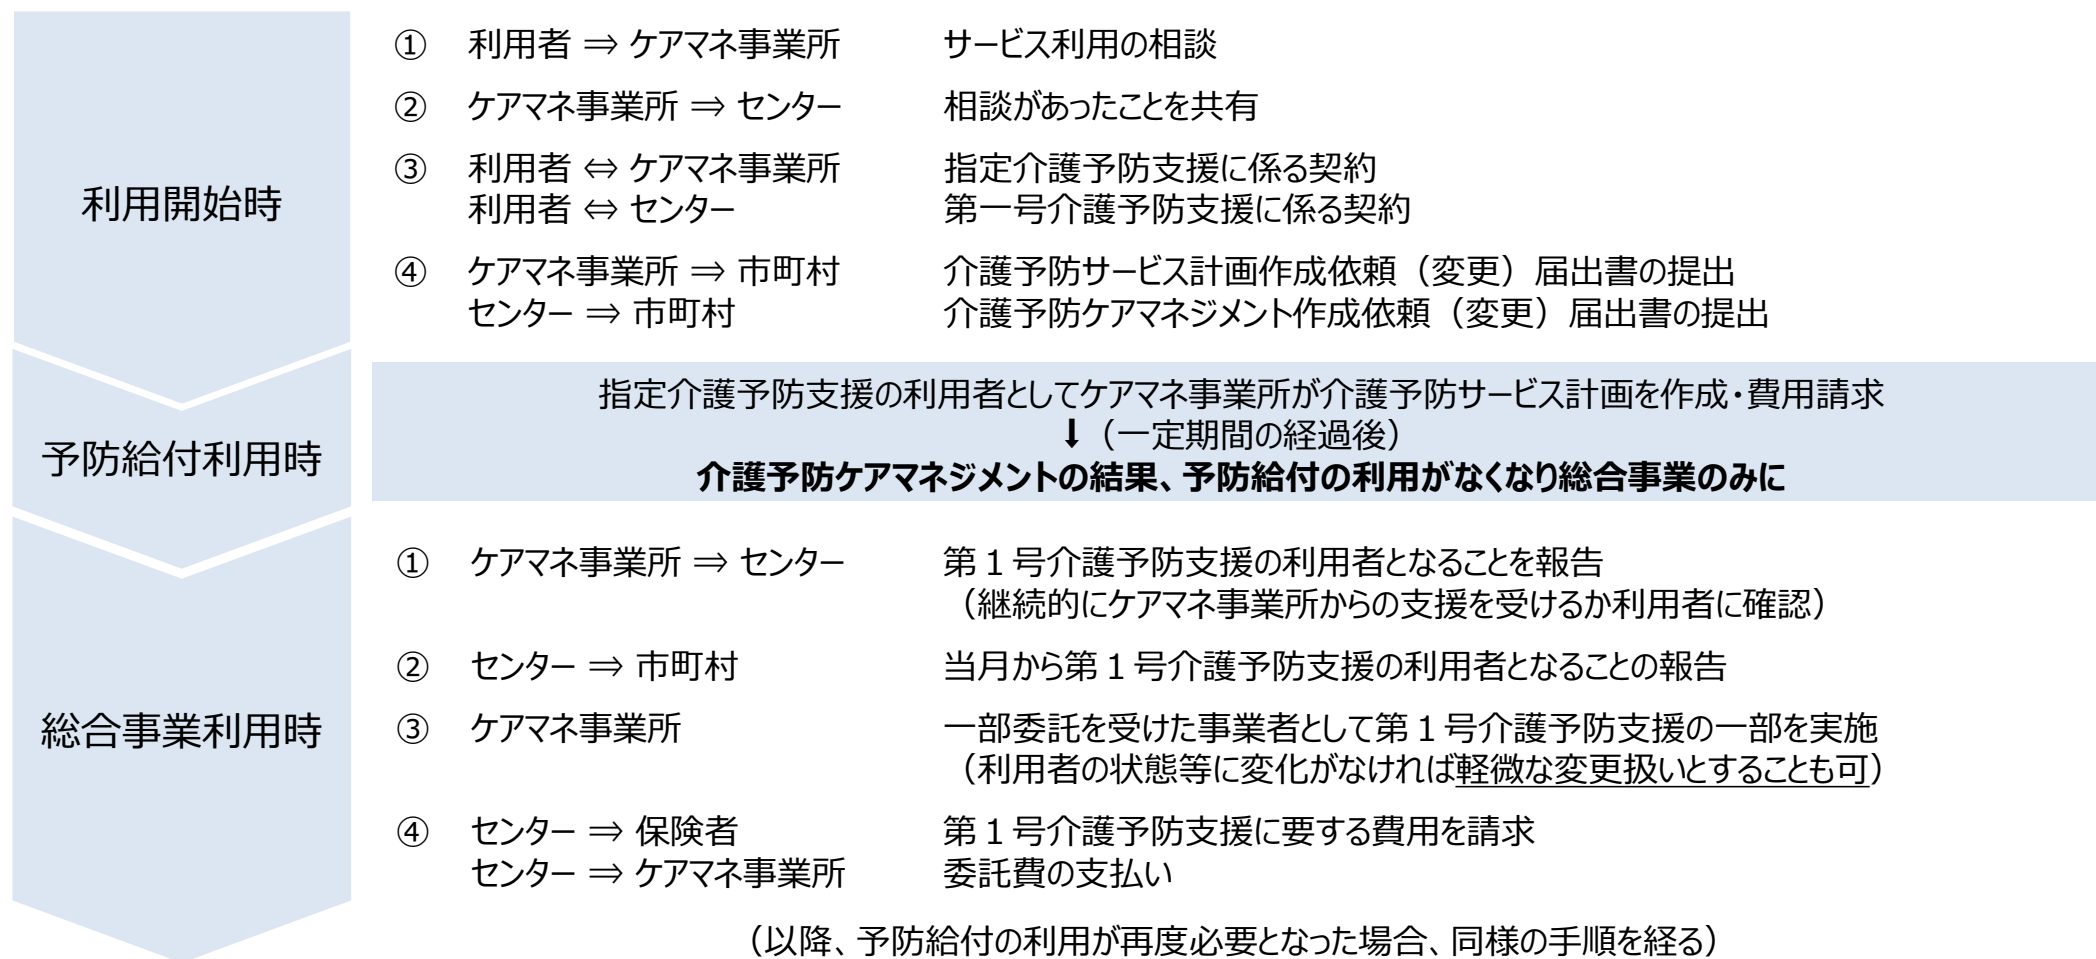 利用開始時
① 利用者 ⇒ ケアマネ事業所 サービス利用の相談
② ケアマネ事業所 ⇒ センター 相談があったことを共有
③ 利用者 ⇔ ケアマネ事業所 指定介護予防支援に係る契約
利用者 ⇔ センター 第一号介護予防支援に係る契約
④ ケアマネ事業所 ⇒ 市町村 介護予防サービス計画作成依頼（変更）届出書の提出
センター ⇒ 市町村 介護予防ケアマネジメント作成依頼（変更）届出書の提出
予防給付利用時
指定介護予防支援の利用者としてケアマネ事業所が介護予防サービス計画を作成・費用請求
⬇（一定期間の経過後）
介護予防ケアマネジメントの結果、予防給付の利用がなくなり総合事業のみに
総合事業利用時
① ケアマネ事業所 ⇒ センター 第１号介護予防支援の利用者となることを報告
（継続的にケアマネ事業所からの支援を受けるか利用者に確認）
② センター ⇒ 市町村 当月から第１号介護予防支援の利用者となることの報告
③ ケアマネ事業所 一部委託を受けた事業者として第１号介護予防支援の一部を実施
（利用者の状態等に変化がなければ軽微な変更扱いとすることも可）
④ センター ⇒ 保険者 第１号介護予防支援に要する費用を請求
センター ⇒ ケアマネ事業所 委託費の支払い
（以降、予防給付の利用が再度必要となった場合、同様の手順を経る）